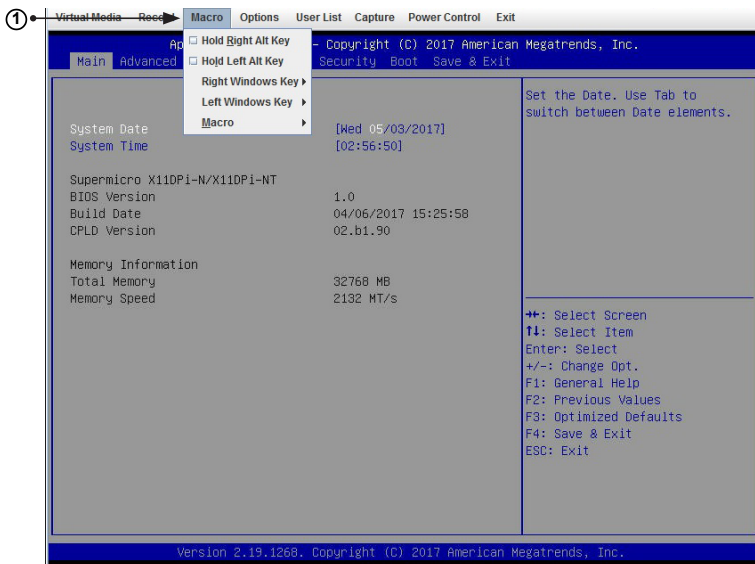 1
Virtual Media Record Macro Options User List Capture Power Control Exit
Hold Right Alt Key
Hold Left Alt Key
Right Windows Key
Left Windows Key
Macro
Ap – Copyright (C) 2017 American Megatrends, Inc.
Main Advanced Security Boot Save & Exit
System Date [Wed 05/03/2017]
System Time [02:56:50]
Supermicro X11DPi-N/X11DPi-NT
BIOS Version 1.0
Build Date 04/06/2017 15:25:58
CPLD Version 02.b1.90
Memory Information
Total Memory 32768 MB
Memory Speed 2132 MT/s
Set the Date. Use Tab to
switch between Date elements.
→←: Select Screen
↑↓: Select Item
Enter: Select
+/-: Change Opt.
F1: General Help
F2: Previous Values
F3: Optimized Defaults
F4: Save & Exit
ESC: Exit
Version 2.19.1268. Copyright (C) 2017 American Megatrends, Inc.